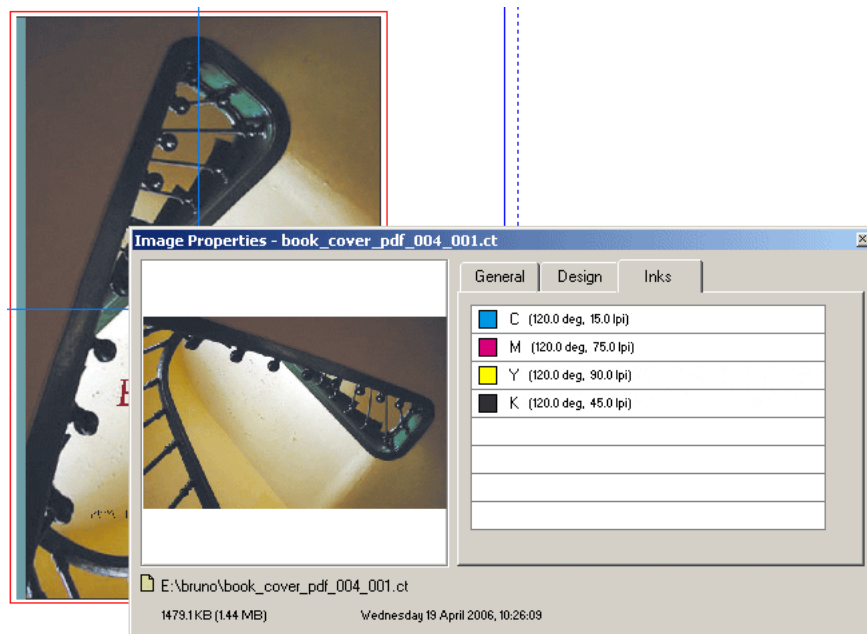 Image Properties - book_cover_pdf_004_001.ct
General Design Inks
C (120.0 deg, 15.0 lpi)
M (120.0 deg, 75.0 lpi)
Y (120.0 deg, 90.0 lpi)
K (120.0 deg, 45.0 lpi)
E:\bruno\book_cover_pdf_004_001.ct
1479.1 KB (1.44 MB) Wednesday 19 April 2006, 10:26:09